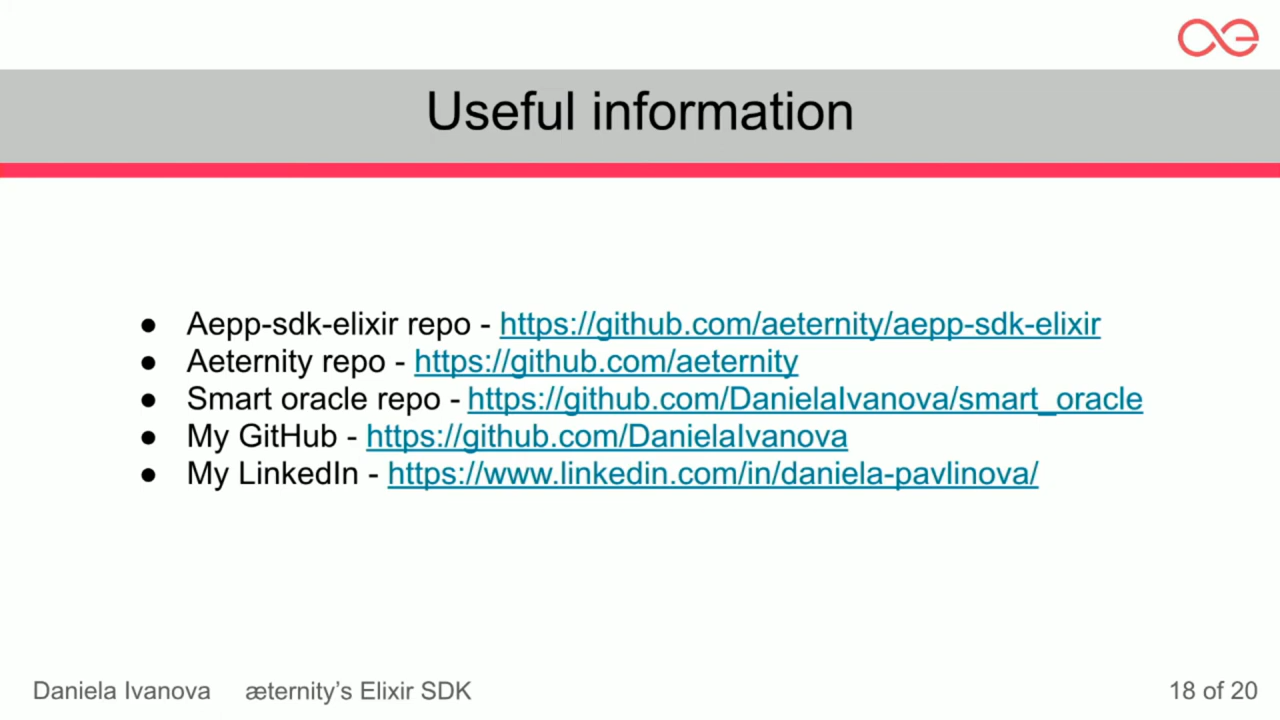 Useful information
● Aepp-sdk-elixir repo - https://github.com/aeternity/aepp-sdk-elixir
● Aeternity repo - https://github.com/aeternity
● Smart oracle repo - https://github.com/DanielaIvanova/smart_oracle
● My GitHub - https://github.com/DanielaIvanova
● My LinkedIn - https://www.linkedin.com/in/daniela-pavlinova/
Daniela Ivanova æternity’s Elixir SDK 18 of 20